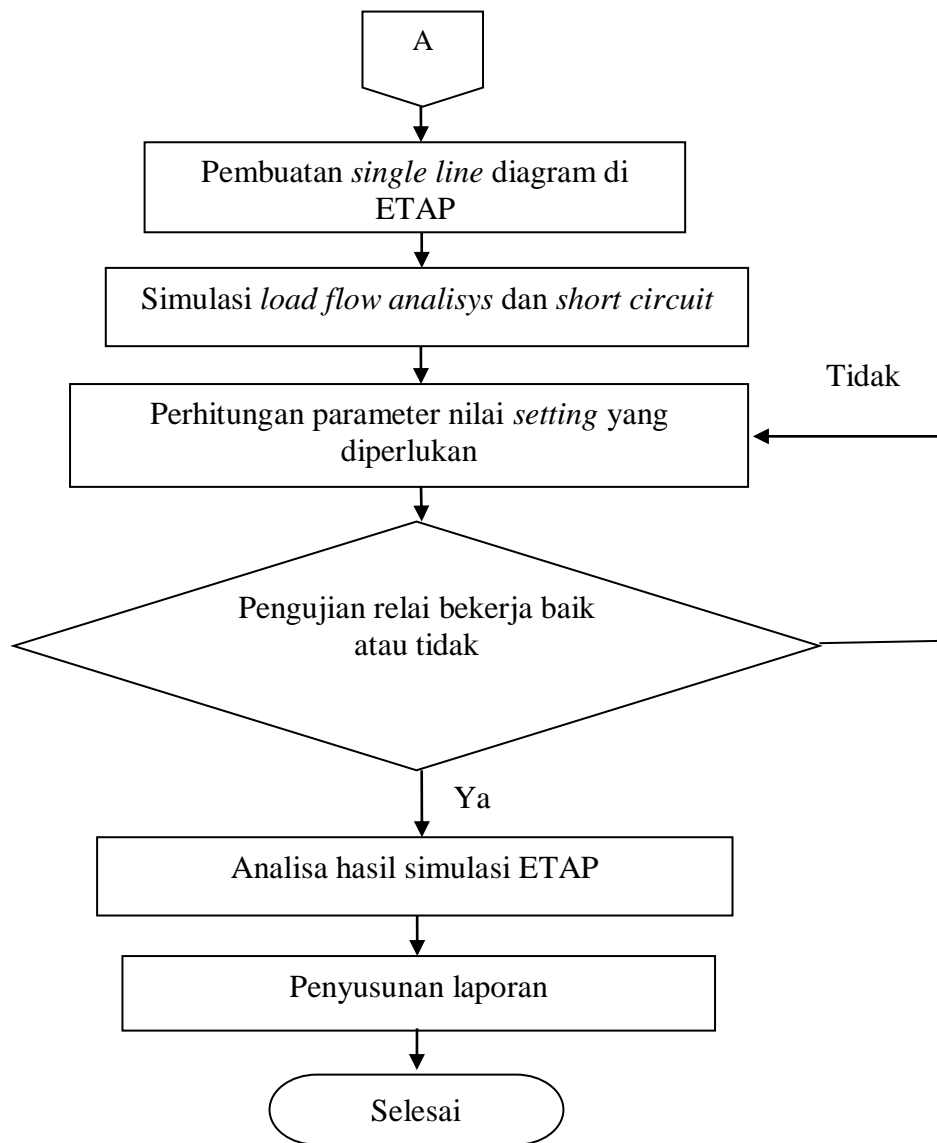 A
Pembuatan single line diagram di
ETAP
Simulasi load flow analisys dan short circuit
Tidak
Perhitungan parameter nilai setting yang
diperlukan
Pengujian relai bekerja baik
atau tidak
Ya
Analisa hasil simulasi ETAP
Penyusunan laporan
Selesai